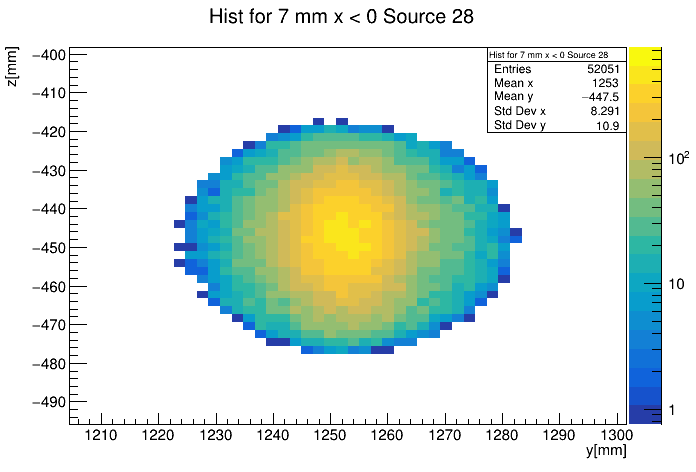 Hist for 7 mm x < 0 Source 28
z[mm]
Hist for 7 mm x < 0 Source 28
Entries 52051
Mean x 1253
Mean y −447.5
Std Dev x 8.291
Std Dev y 10.9
−400
−410
−420
−430
−440
−450
−460
−470
−480
−490
10²
10
1
1210 1220 1230 1240 1250 1260 1270 1280 1290 1300
y[mm]